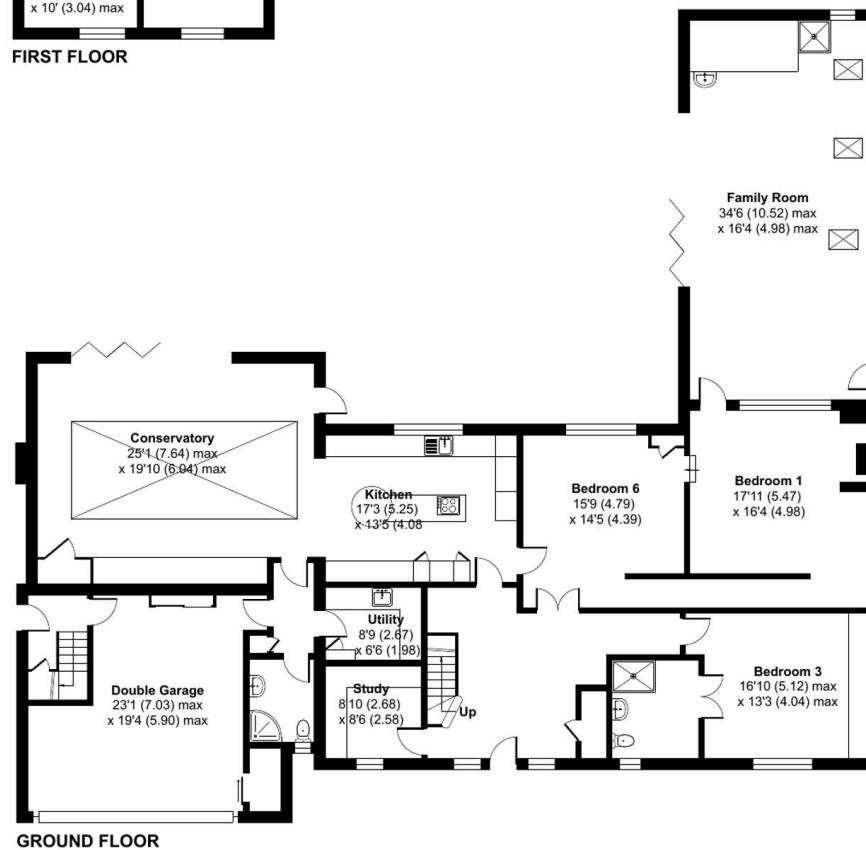 x 10' (3.04) max
FIRST FLOOR
Family Room
34'6 (10.52) max
x 16'4 (4.98) max
Conservatory
25'1 (7.64) max
x 19'10 (6.04) max
Kitchen
17'3 (5.25)
x 13'5 (4.08
Bedroom 6
15'9 (4.79)
x 14'5 (4.39)
Bedroom 1
17'11 (5.47)
x 16'4 (4.98)
Utility
8'9 (2.67)
x 6'6 (1.98)
Study
8'10 (2.68)
x 8'6 (2.58)
Up
Bedroom 3
16'10 (5.12) max
x 13'3 (4.04) max
Double Garage
23'1 (7.03) max
x 19'4 (5.90) max
GROUND FLOOR